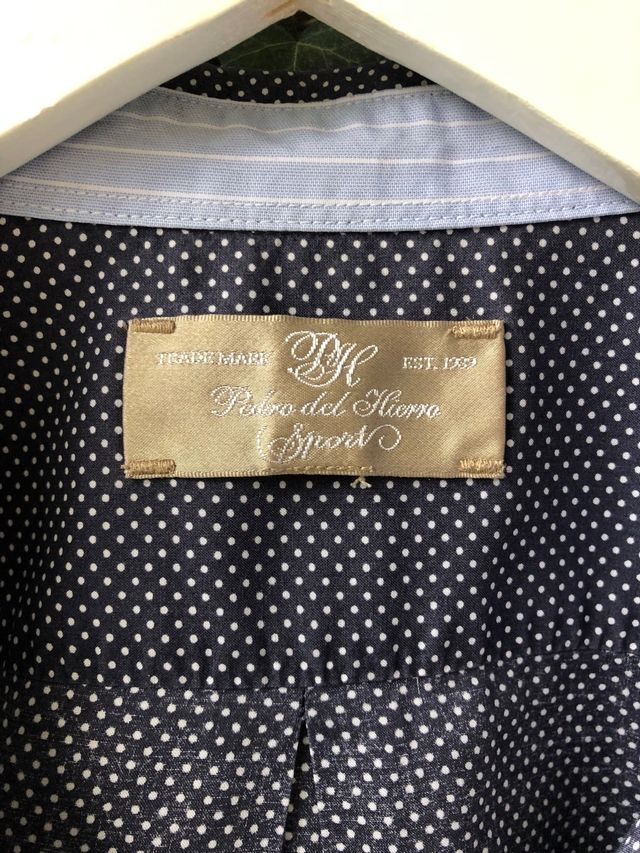 TRADE MARK PdH EST. 1989
Pedro del Hierro
Sport